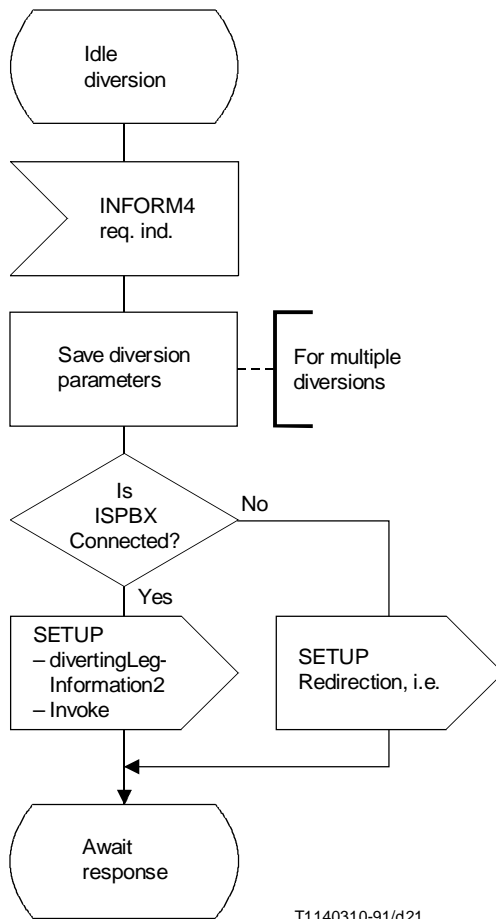 Idle
diversion
INFORM4
req. ind.
Save diversion
parameters
For multiple
diversions
Is
ISPBX
Connected?
No
Yes
SETUP
– divertingLeg-
Information2
– Invoke
SETUP
Redirection, i.e.
Await
response
T1140310-91/d21